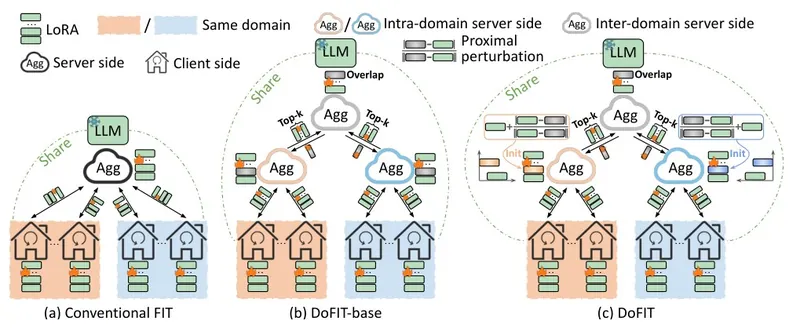 LoRA
/
Same domain
Agg
/
Agg
Intra-domain server side
Agg
Inter-domain server side
Agg
Server side
Client side
Proximal
perturbation
LLM
Share
Agg
(a) Conventional FIT
LLM
Overlap
Share
Agg
Top-k
Top-k
Agg
Agg
(b) DoFIT-base
LLM
Overlap
Share
Agg
Top-k
Top-k
Init
Init
Agg
Agg
(c) DoFIT